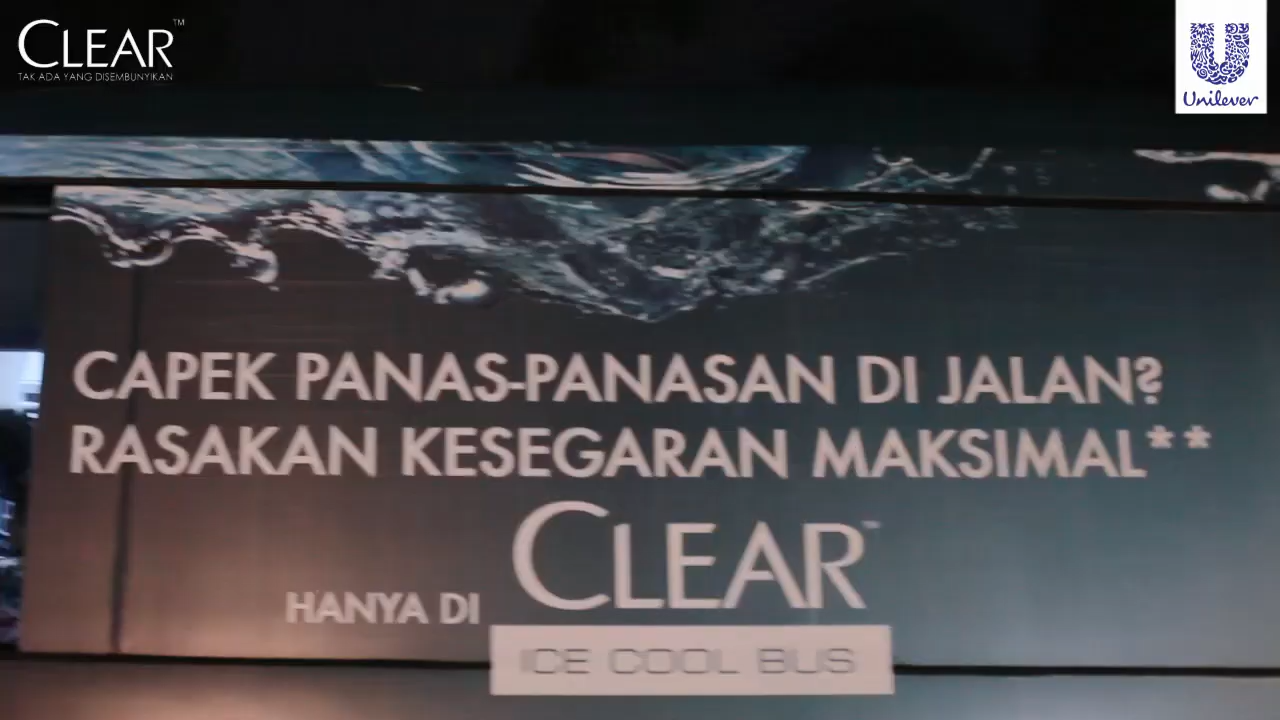 CLEAR™
TAK ADA YANG DISEMBUNYIKAN
Unilever
CAPEK PANAS-PANASAN DI JALAN?
RASAKAN KESEGARAN MAKSIMAL**
HANYA DI CLEAR™
ICE COOL BUS